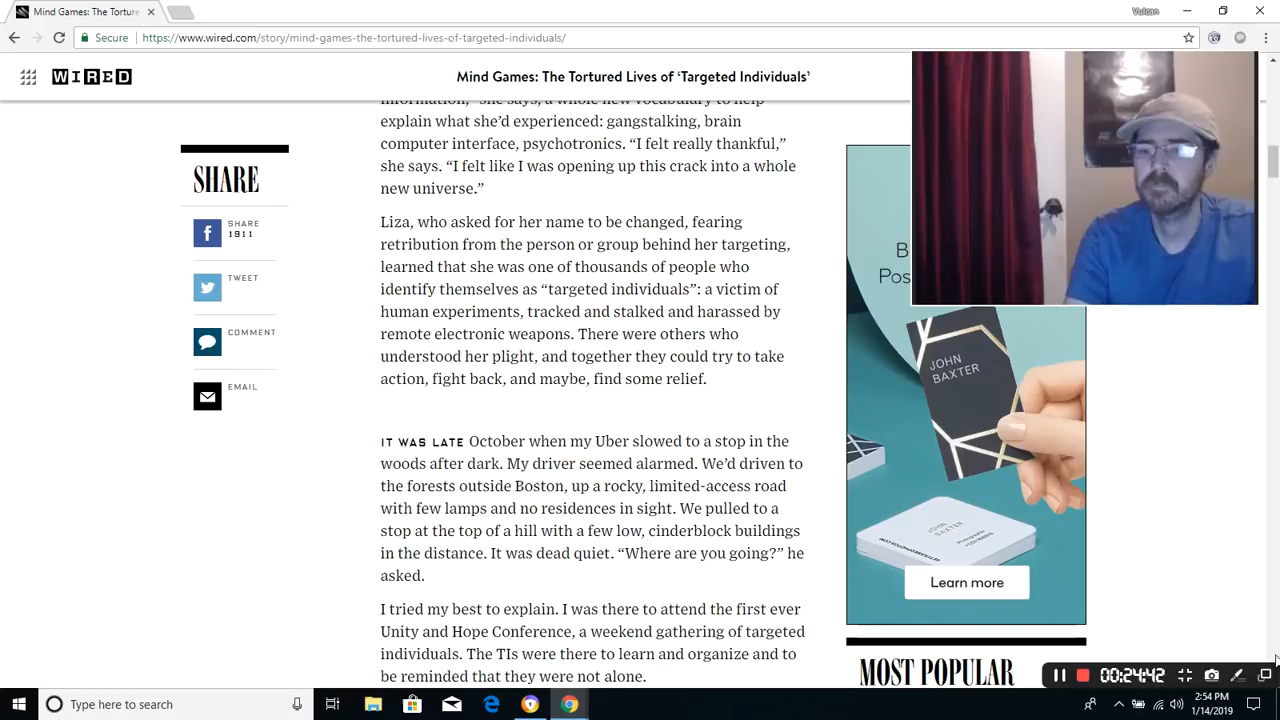 Mind Games: The Torture
Vulcan
Secure
https://www.wired.com/story/mind-games-the-tortured-lives-of-targeted-individuals/
WIRED
Mind Games: The Tortured Lives of ‘Targeted Individuals’
information,” she says, a whole new vocabulary to help
explain what she’d experienced: gangstalking, brain
computer interface, psychotronics. “I felt really thankful,”
she says. “I felt like I was opening up this crack into a whole
new universe.”
SHARE
SHARE
1911
TWEET
COMMENT
EMAIL
Liza, who asked for her name to be changed, fearing
retribution from the person or group behind her targeting,
learned that she was one of thousands of people who
identify themselves as “targeted individuals”: a victim of
human experiments, tracked and stalked and harassed by
remote electronic weapons. There were others who
understood her plight, and together they could try to take
action, fight back, and maybe, find some relief.
IT WAS LATE October when my Uber slowed to a stop in the
woods after dark. My driver seemed alarmed. We’d driven to
the forests outside Boston, up a rocky, limited-access road
with few lamps and no residences in sight. We pulled to a
stop at the top of a hill with a few low, cinderblock buildings
in the distance. It was dead quiet. “Where are you going?” he
asked.
I tried my best to explain. I was there to attend the first ever
Unity and Hope Conference, a weekend gathering of targeted
individuals. The TIs were there to learn and organize and to
be reminded that they were not alone.
B
Pos
JOHN
BAXTER
JOHN
BAXTER
Learn more
MOST POPULAR
00:24:42
Type here to search
2:54 PM
1/14/2019